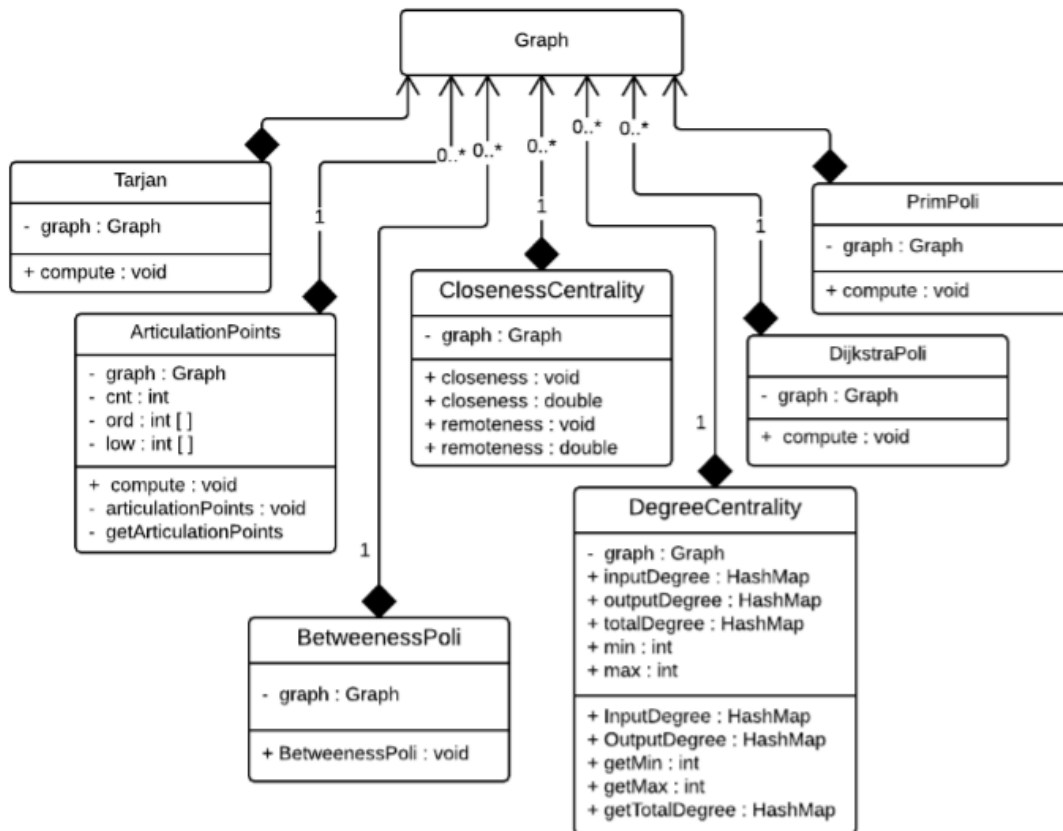 Graph
0..*
0..*
0..*
0..*
0..*
Tarjan
- graph : Graph
+ compute : void
1
1
1
PrimPoli
- graph : Graph
+ compute : void
ArticulationPoints
- graph : Graph
- cnt : int
- ord : int [ ]
- low : int [ ]
+ compute : void
- articulationPoints : void
- getArticulationPoints
ClosenessCentrality
- graph : Graph
+ closeness : void
+ closeness : double
+ remoteness : void
+ remoteness : double
DijkstraPoli
- graph : Graph
+ compute : void
1
1
BetweenessPoli
- graph : Graph
+ BetweenessPoli : void
DegreeCentrality
- graph : Graph
+ inputDegree : HashMap
+ outputDegree : HashMap
+ totalDegree : HashMap
+ min : int
+ max : int
+ InputDegree : HashMap
+ OutputDegree : HashMap
+ getMin : int
+ getMax : int
+ getTotalDegree : HashMap